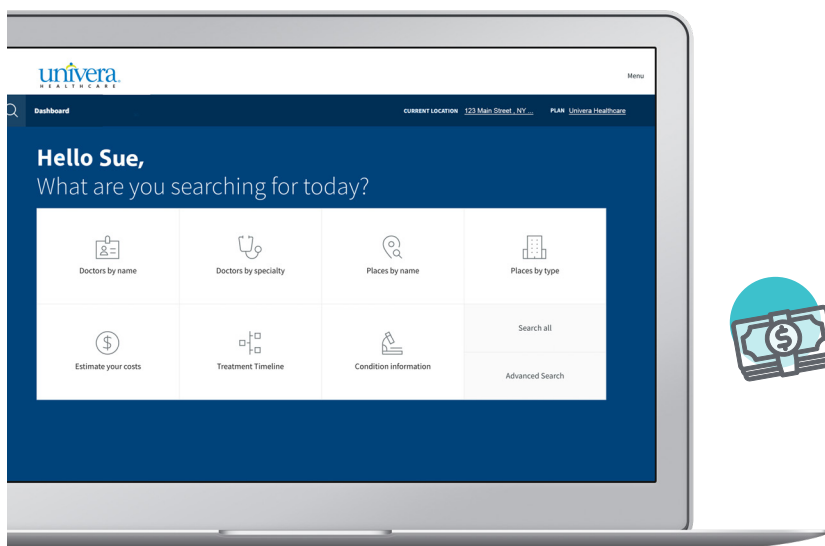 univera
HEALTHCARE
Menu
Dashboard
CURRENT LOCATION 123 Main Street , NY ... PLAN Univera Healthcare
Hello Sue,
What are you searching for today?
Doctors by name
Doctors by specialty
Places by name
Places by type
Estimate your costs
Treatment Timeline
Condition information
Search all
Advanced Search